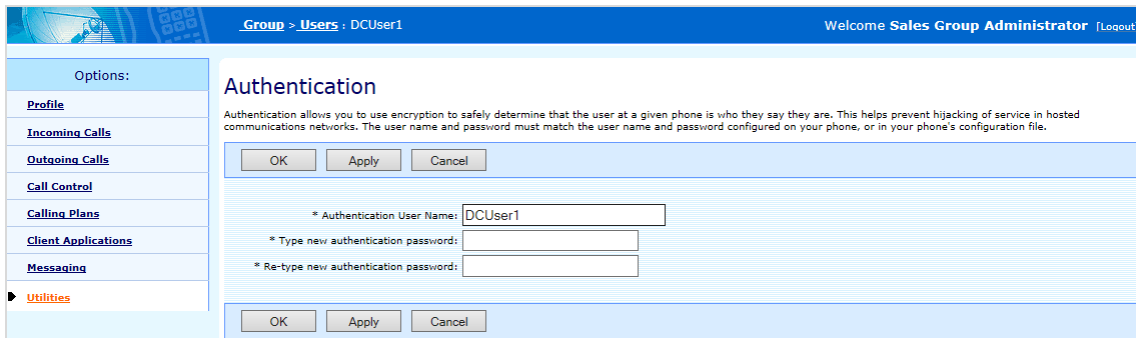 Group > Users : DCUser1
Welcome Sales Group Administrator [Logout]
Options:
Profile
Incoming Calls
Outgoing Calls
Call Control
Calling Plans
Client Applications
Messaging
Utilities
Authentication
Authentication allows you to use encryption to safely determine that the user at a given phone is who they say they are. This helps prevent hijacking of service in hosted
communications networks. The user name and password must match the user name and password configured on your phone, or in your phone's configuration file.
OK Apply Cancel
* Authentication User Name: DCUser1
* Type new authentication password:
* Re-type new authentication password:
OK Apply Cancel